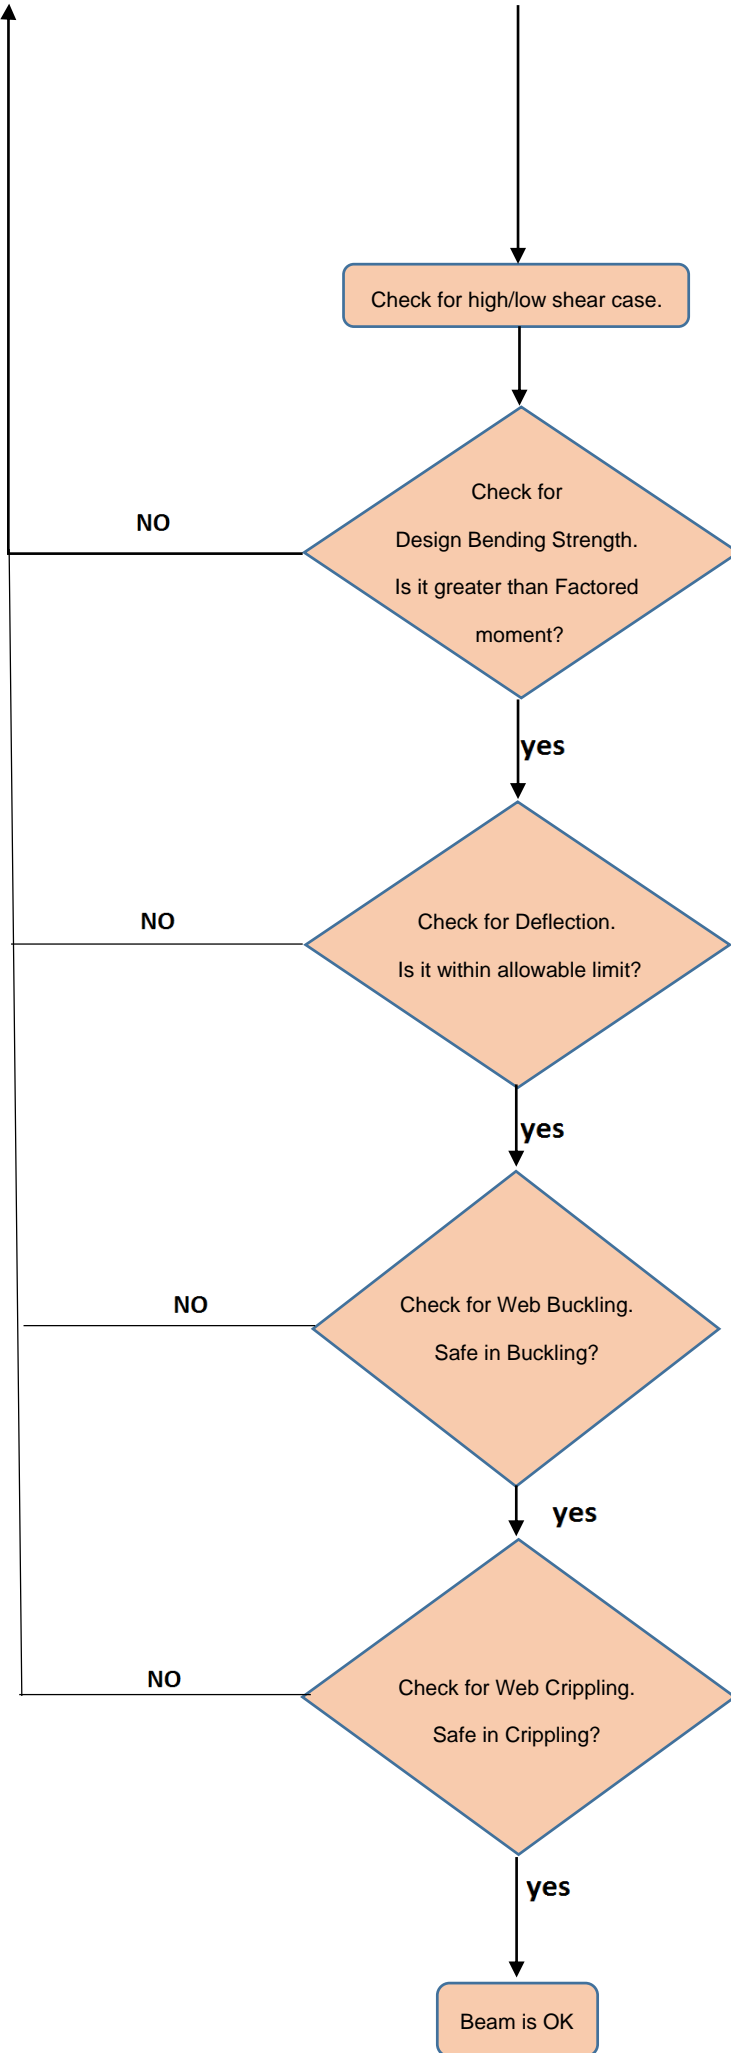 Check for high/low shear case.
Check for
Design Bending Strength.
Is it greater than Factored
moment?
NO
yes
Check for Deflection.
Is it within allowable limit?
NO
yes
Check for Web Buckling.
Safe in Buckling?
NO
yes
Check for Web Crippling.
Safe in Crippling?
NO
yes
Beam is OK